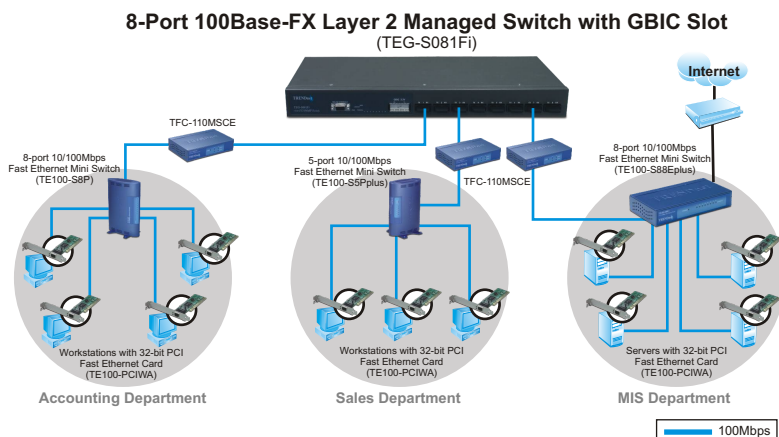 8-Port 100Base-FX Layer 2 Managed Switch with GBIC Slot
(TEG-S081Fi)
Internet
TFC-110MSCE
8-port 10/100Mbps
Fast Ethernet Mini Switch
(TE100-S8P)
5-port 10/100Mbps
Fast Ethernet Mini Switch
(TE100-S5Pplus)
TFC-110MSCE
8-port 10/100Mbps
Fast Ethernet Mini Switch
(TE100-S88Eplus)
Workstations with 32-bit PCI
Fast Ethernet Card
(TE100-PCIWA)
Accounting Department
Workstations with 32-bit PCI
Fast Ethernet Card
(TE100-PCIWA)
Sales Department
Servers with 32-bit PCI
Fast Ethernet Card
(TE100-PCIWA)
MIS Department
100Mbps